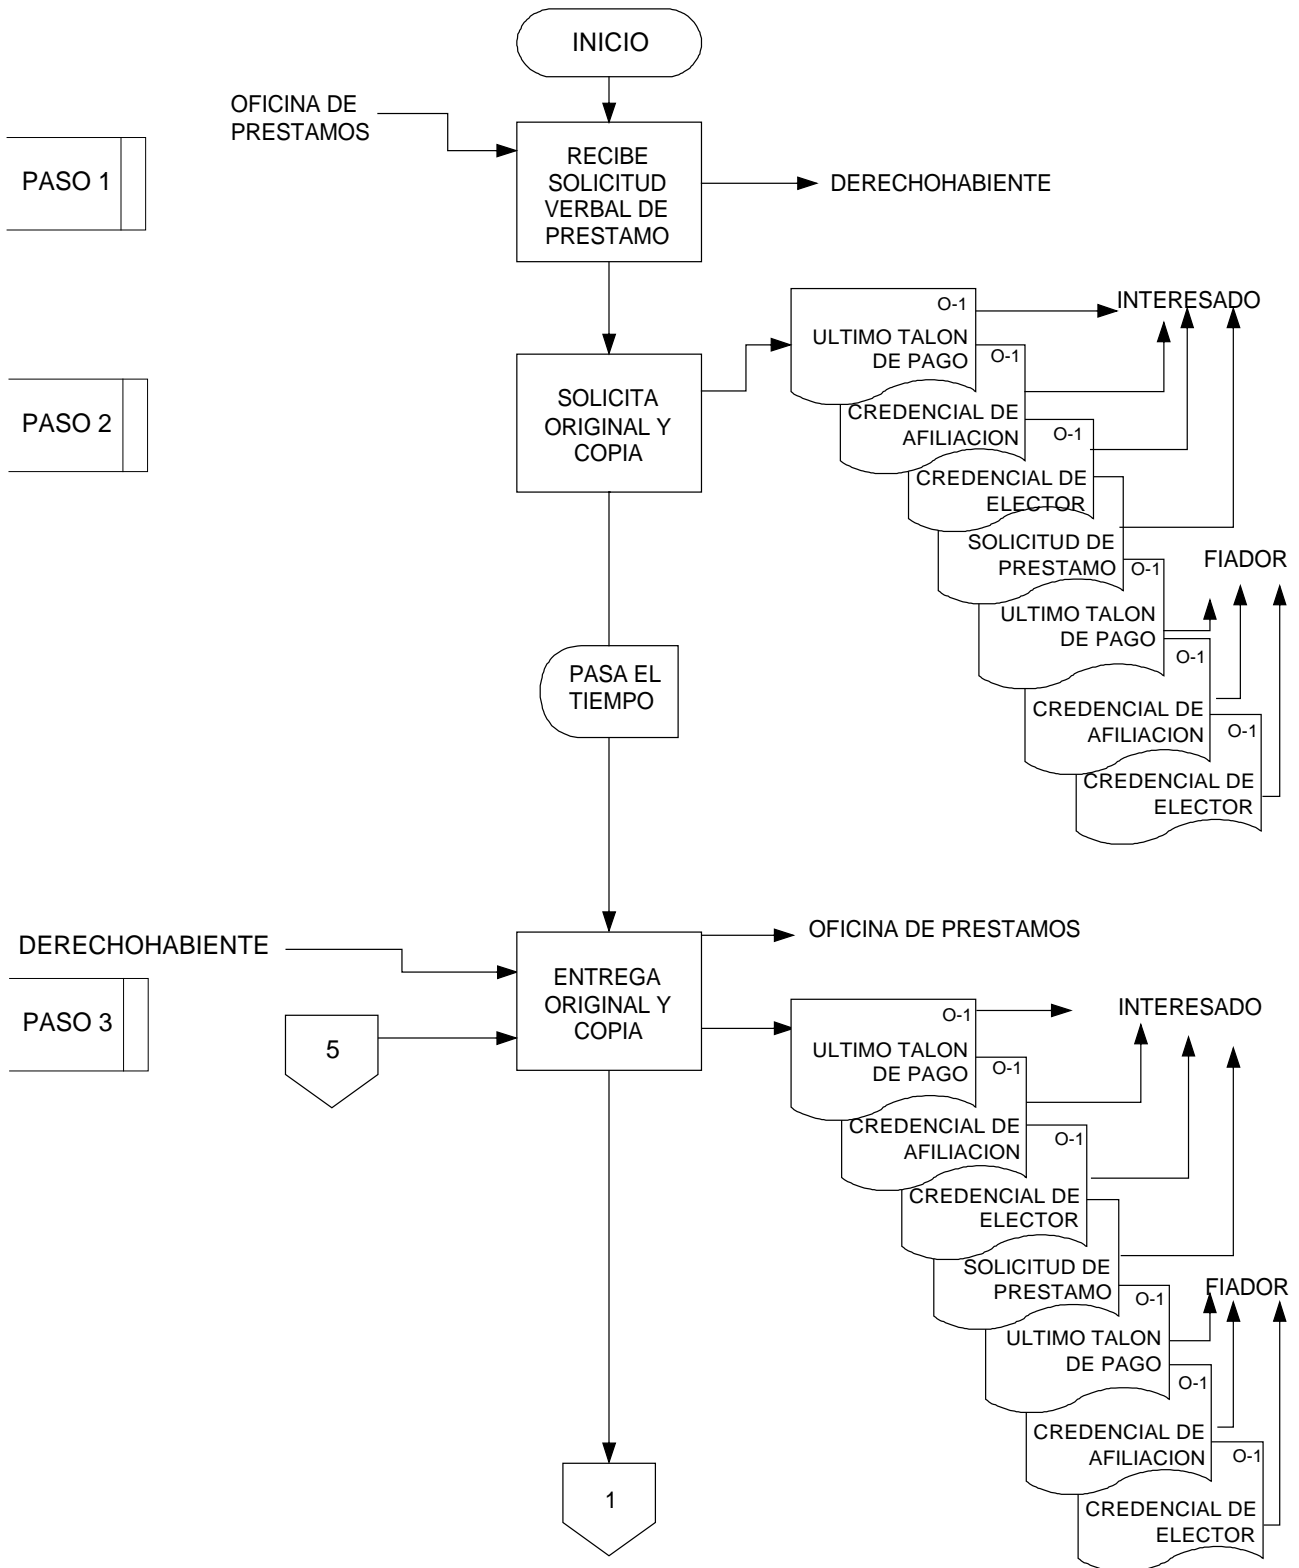 INICIO
OFICINA DE
PRESTAMOS
PASO 1
RECIBE
SOLICITUD
VERBAL DE
PRESTAMO
DERECHOHABIENTE
PASO 2
SOLICITA
ORIGINAL Y
COPIA
INTERESADO
O-1
ULTIMO TALON
DE PAGO
O-1
CREDENCIAL DE
AFILIACION
O-1
CREDENCIAL DE
ELECTOR
SOLICITUD DE
PRESTAMO
FIADOR
O-1
ULTIMO TALON
DE PAGO
O-1
CREDENCIAL DE
AFILIACION
O-1
CREDENCIAL DE
ELECTOR
PASA EL
TIEMPO
DERECHOHABIENTE
PASO 3
5
ENTREGA
ORIGINAL Y
COPIA
OFICINA DE PRESTAMOS
INTERESADO
O-1
ULTIMO TALON
DE PAGO
O-1
CREDENCIAL DE
AFILIACION
O-1
CREDENCIAL DE
ELECTOR
SOLICITUD DE
PRESTAMO
FIADOR
O-1
ULTIMO TALON
DE PAGO
O-1
CREDENCIAL DE
AFILIACION
O-1
CREDENCIAL DE
ELECTOR
1